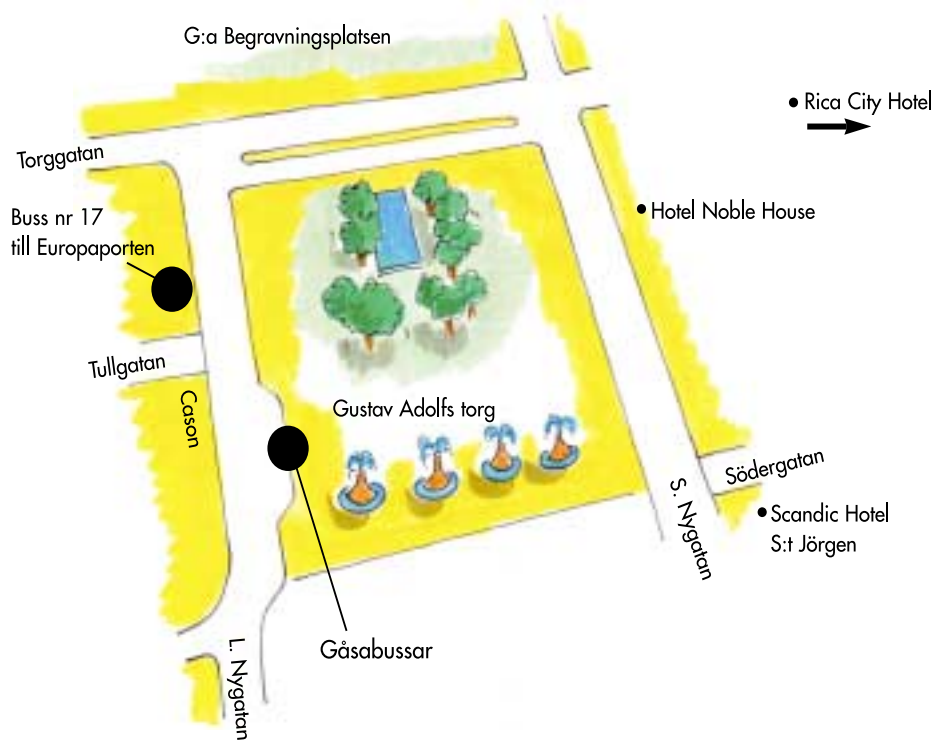 G:a Begravningsplatsen
Rica City Hotel
Torggatan
Hotel Noble House
Buss nr 17
till Europaporten
Tullgatan
Cason
Gustav Adolfs torg
Södergatan
S. Nygatan
Scandic Hotel
S:t Jörgen
L. Nygatan
Gåsabussar